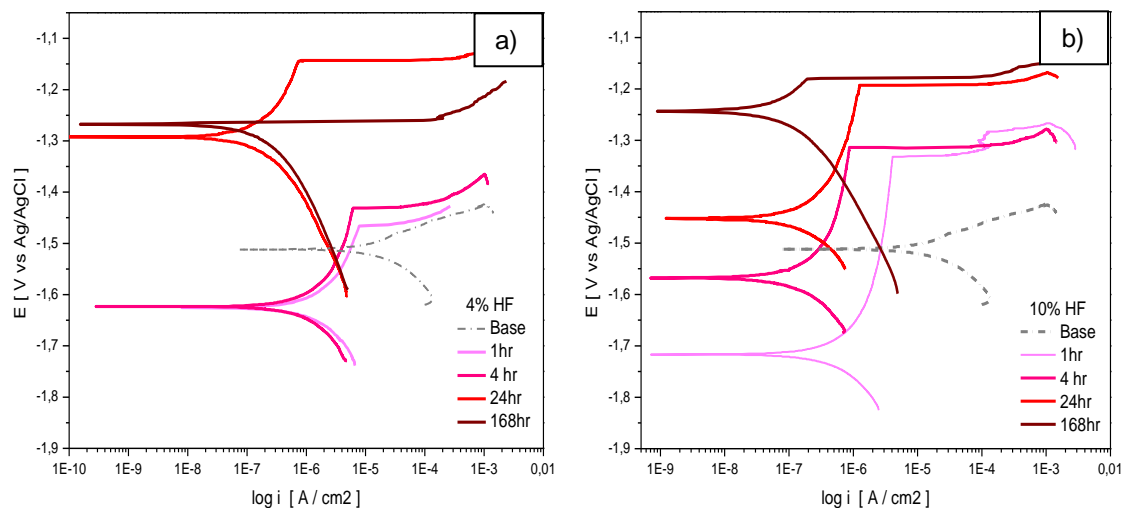 a)
-1,1
-1,2
-1,3
-1,4
-1,5
-1,6
-1,7
-1,8
-1,9
E [ V vs Ag/AgCl ]
4% HF
Base
1hr
4 hr
24hr
168hr
1E-10 1E-9 1E-8 1E-7 1E-6 1E-5 1E-4 1E-3 0,01
log i [ A / cm2 ]
b)
-1,1
-1,2
-1,3
-1,4
-1,5
-1,6
-1,7
-1,8
-1,9
E [ V vs Ag/AgCl ]
10% HF
Base
1hr
4 hr
24hr
168hr
1E-9 1E-8 1E-7 1E-6 1E-5 1E-4 1E-3 0,01
log i [ A / cm2 ]